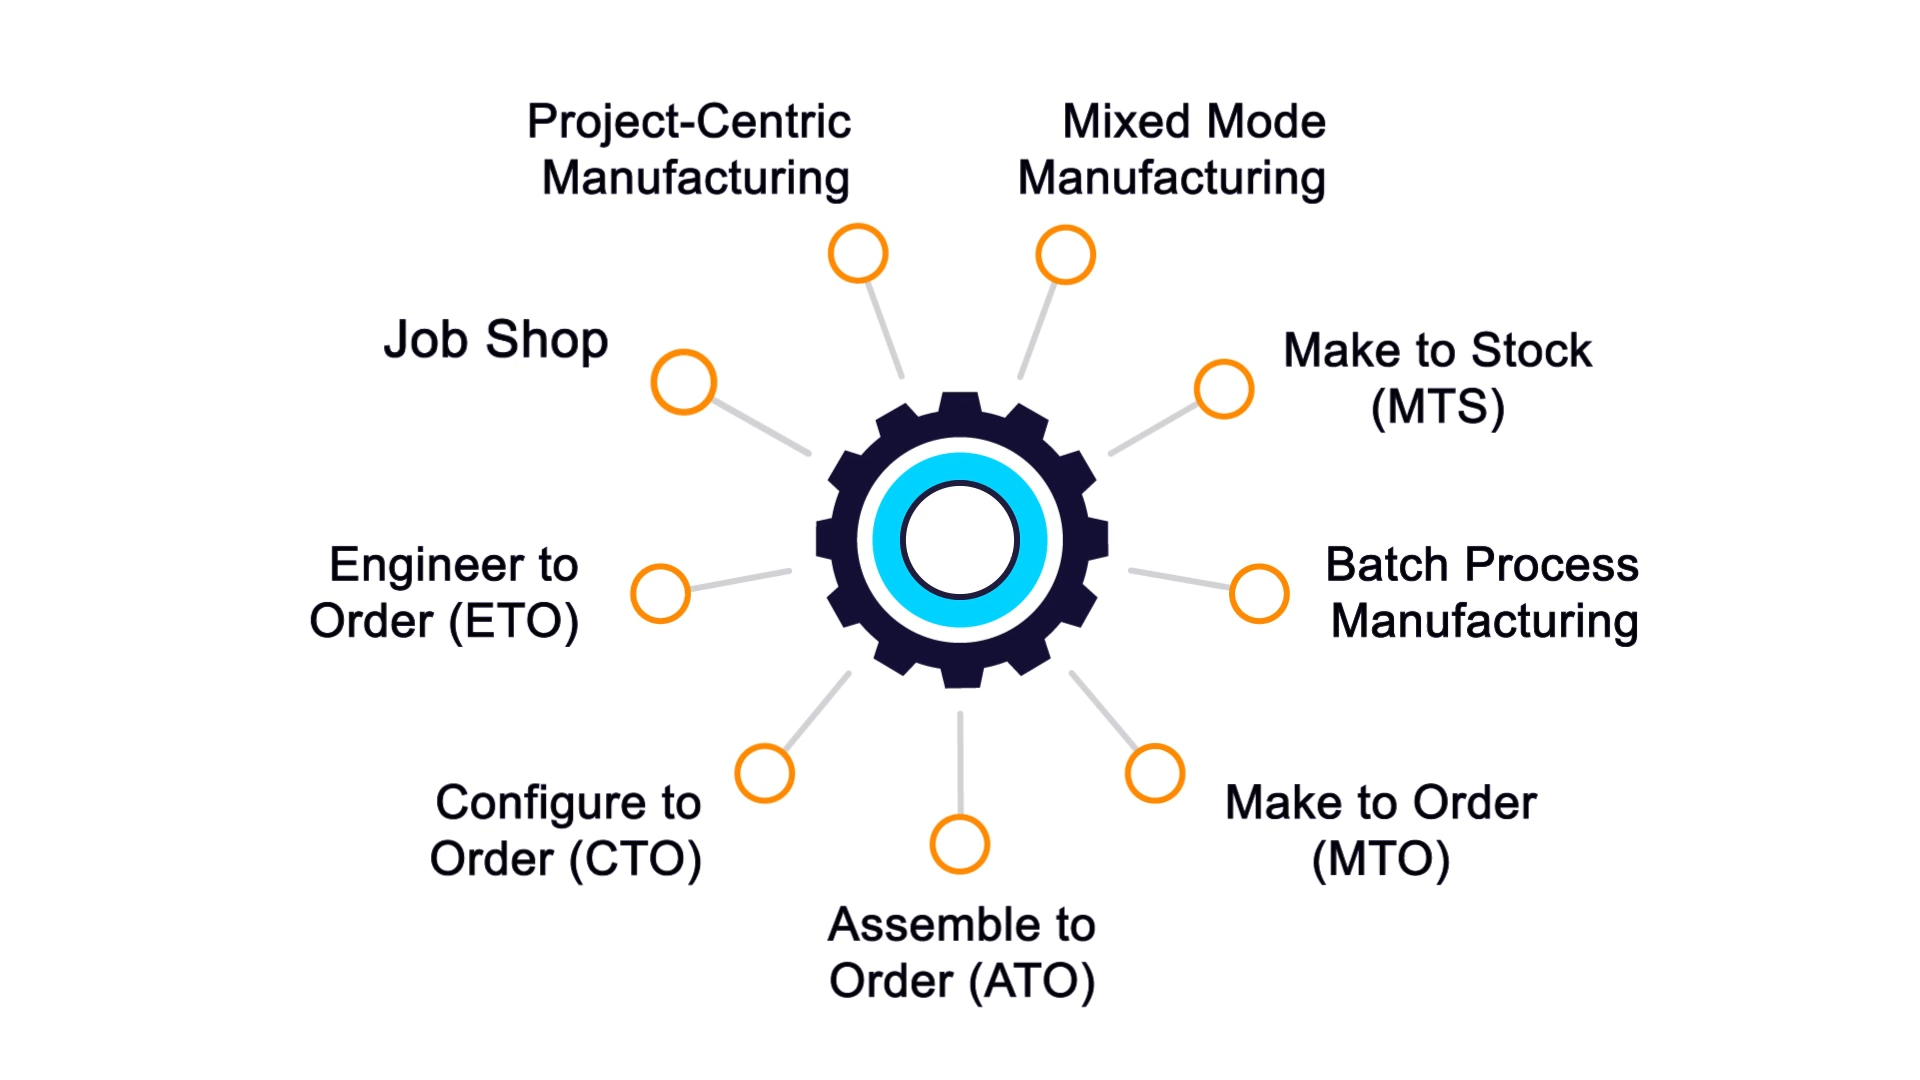 Project-Centric
Manufacturing
Mixed Mode
Manufacturing
Job Shop
Make to Stock
(MTS)
Engineer to
Order (ETO)
Batch Process
Manufacturing
Configure to
Order (CTO)
Make to Order
(MTO)
Assemble to
Order (ATO)